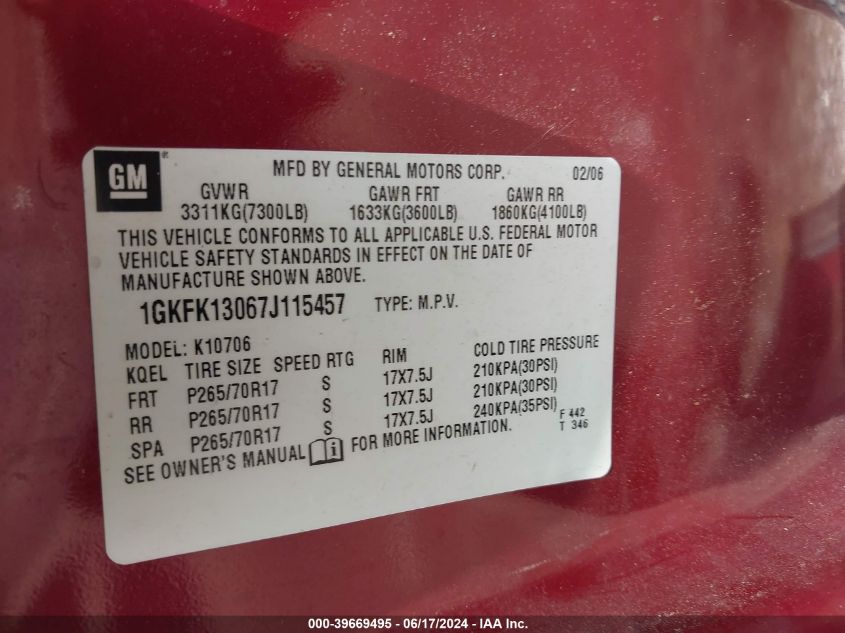 GM
MFD BY GENERAL MOTORS CORP. 02/06
GVWR GAWR FRT GAWR RR
3311KG(7300LB) 1633KG(3600LB) 1860KG(4100LB)
THIS VEHICLE CONFORMS TO ALL APPLICABLE U.S. FEDERAL MOTOR
VEHICLE SAFETY STANDARDS IN EFFECT ON THE DATE OF
MANUFACTURE SHOWN ABOVE.
1GKFK13067J115457 TYPE: M.P.V.
MODEL: K10706
KQEL TIRE SIZE SPEED RTG RIM COLD TIRE PRESSURE
FRT P265/70R17 S 17X7.5J 210KPA(30PSI)
RR P265/70R17 S 17X7.5J 210KPA(30PSI)
SPA P265/70R17 S 17X7.5J 240KPA(35PSI)
SEE OWNER'S MANUAL i FOR MORE INFORMATION.
F 442
T 346
000-39669495 - 06/17/2024 - IAA Inc.